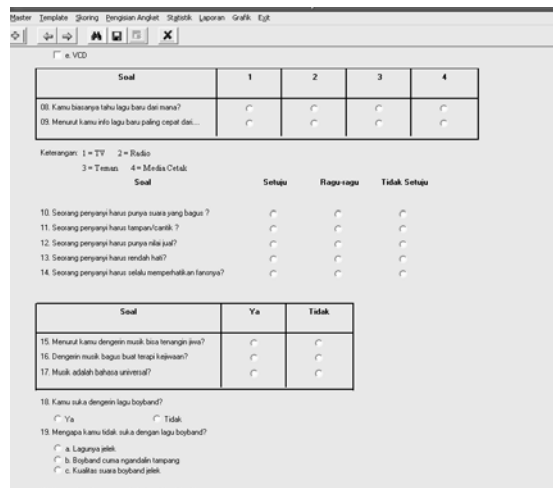 Master Template Skoring Pengisian Angket Statistik Laporan Grafik Exit
e. VCD
Soal 1 2 3 4
08. Kamu biasanya tahu lagu baru dari mana?
09. Menurut kamu info lagu baru paling cepat dari....
Keterangan: 1 = TV 2 = Radio
3 = Teman 4 = Media Cetak
Soal Setuju Ragu-ragu Tidak Setuju
10. Seorang penyanyi harus punya suara yang bagus ?
11. Seorang penyanyi harus tampan/cantik ?
12. Seorang penyanyi harus punya nilai jual?
13. Seorang penyanyi harus rendah hati?
14. Seorang penyanyi harus selalu memperhatikan fansnya?
Soal Ya Tidak
15. Menurut kamu dengerin musik bisa tenangin jiwa?
16. Dengerin musik bagus buat terapi kejiwaan?
17. Musik adalah bahasa universal?
18. Kamu suka dengerin lagu boyband?
Ya Tidak
19. Mengapa kamu tidak suka dengan lagu boyband?
a. Lagunya jelek
b. Boyband cuma ngandalin tampang
c. Kualitas suara boyband jelek